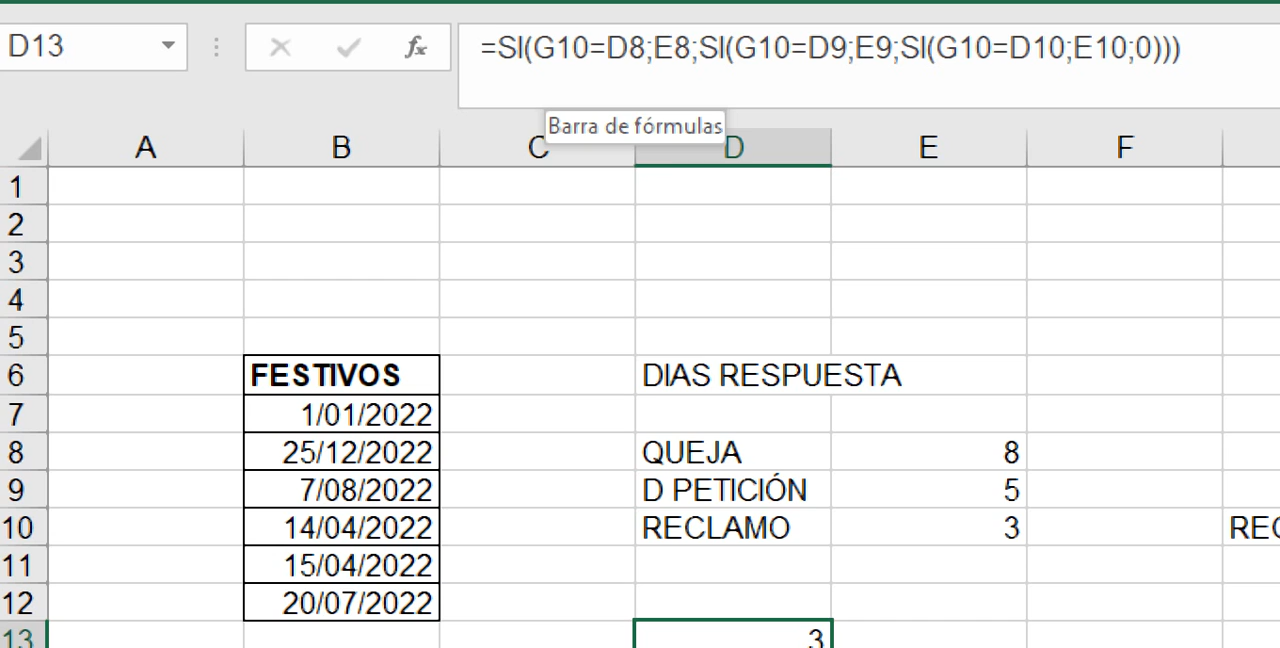 D13 fx =SI(G10=D8;E8;SI(G10=D9;E9;SI(G10=D10;E10;0)))
Barra de fórmulas
A B C D E F
1
2
3
4
5
6 FESTIVOS DIAS RESPUESTA
7 1/01/2022
8 25/12/2022 QUEJA 8
9 7/08/2022 D PETICIÓN 5
10 14/04/2022 RECLAMO 3
11 15/04/2022
12 20/07/2022
13 3